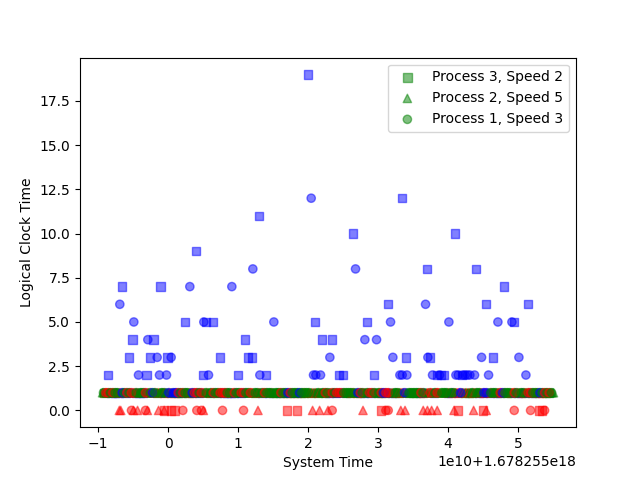 17.5
15.0
12.5
10.0
7.5
5.0
2.5
0.0
Logical Clock Time
Process 3, Speed 2
Process 2, Speed 5
Process 1, Speed 3
−1 0 1 2 3 4 5
System Time
1e10+1.678255e18